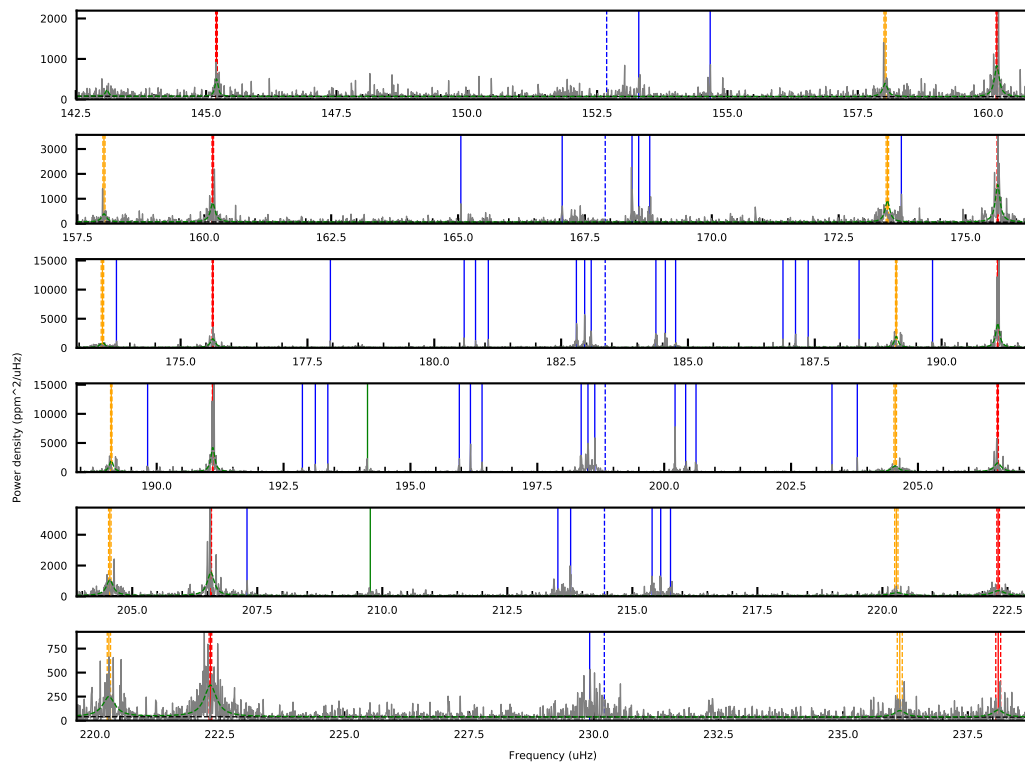 2000
1000
0
142.5 145.0 147.5 150.0 152.5 155.0 157.5 160.0
3000
2000
1000
0
157.5 160.0 162.5 165.0 167.5 170.0 172.5 175.0
15000
10000
5000
0
175.0 177.5 180.0 182.5 185.0 187.5 190.0
15000
10000
5000
0
190.0 192.5 195.0 197.5 200.0 202.5 205.0
4000
2000
0
205.0 207.5 210.0 212.5 215.0 217.5 220.0 222.5
750
500
250
0
220.0 222.5 225.0 227.5 230.0 232.5 235.0 237.5
Power density (ppm^2/uHz)
Frequency (uHz)